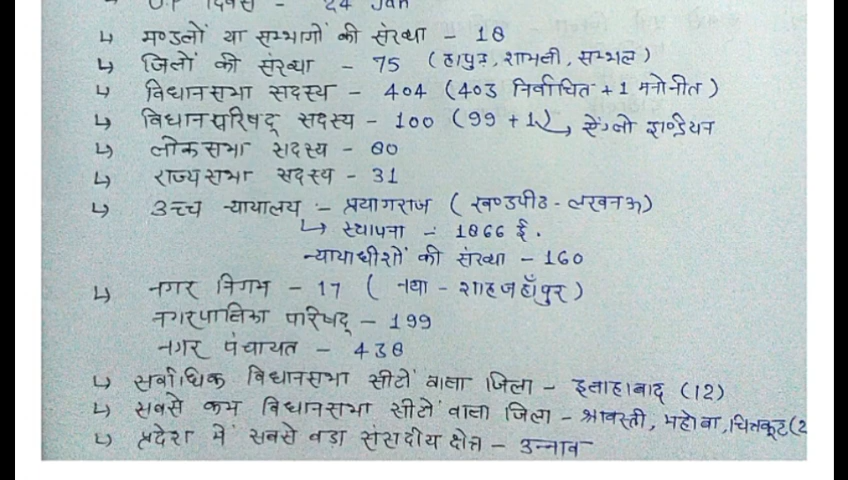 ↳ U.P दिवस - 24 Jan
↳ मण्डलों या सम्भागों की संख्या - 18
↳ जिलों की संख्या - 75 (हापुड़, शामली, सम्भल)
↳ विधानसभा सदस्य - 404 (403 निर्वाचित + 1 मनोनीत)
↳ विधानपरिषद् सदस्य - 100 (99 + 1) ↳ ऐंग्लो इण्डियन
↳ लोकसभा सदस्य - 80
↳ राज्यसभा सदस्य - 31
↳ उच्च न्यायालय - प्रयागराज (खण्डपीठ - लखनऊ)
↳ स्थापना - 1866 ई.
न्यायाधीशों की संख्या - 160
↳ नगर निगम - 17 ( नया - शाहजहाँपुर )
नगरपालिका परिषद् - 199
नगर पंचायत - 438
↳ सर्वाधिक विधानसभा सीटों वाला जिला - इलाहाबाद (12)
↳ सबसे कम विधानसभा सीटों वाला जिला - श्रावस्ती, महोबा, चित्रकूट (2
↳ प्रदेश में सबसे बड़ा संसदीय क्षेत्र - उन्नाव